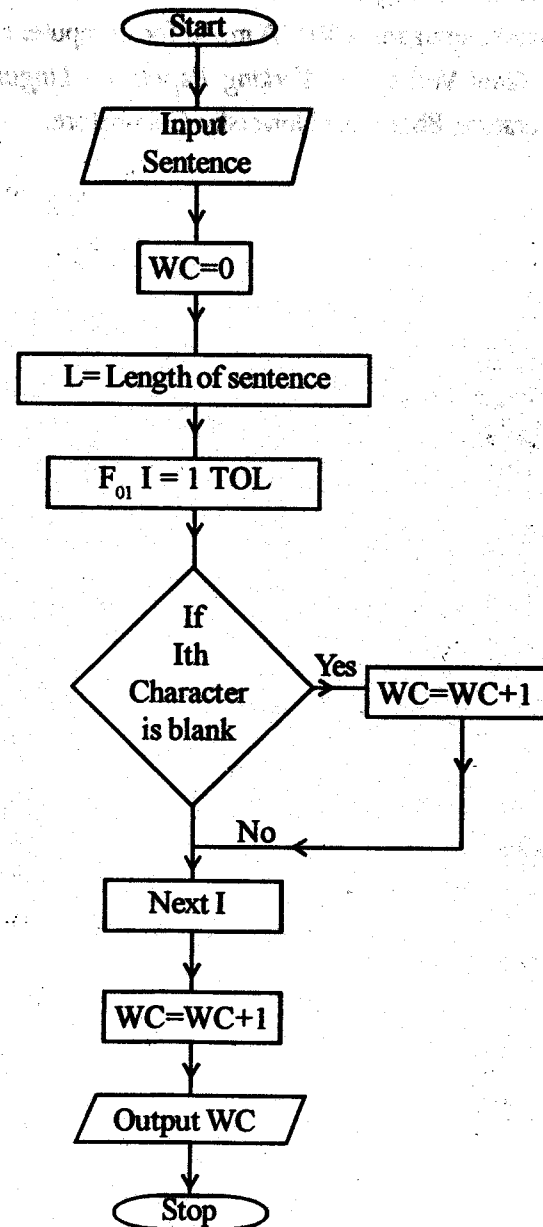 Start
Input
Sentence
WC=0
L= Length of sentence
F₀₁ I = 1 TOL
If
Ith
Character
is blank
Yes
WC=WC+1
No
Next I
WC=WC+1
Output WC
Stop